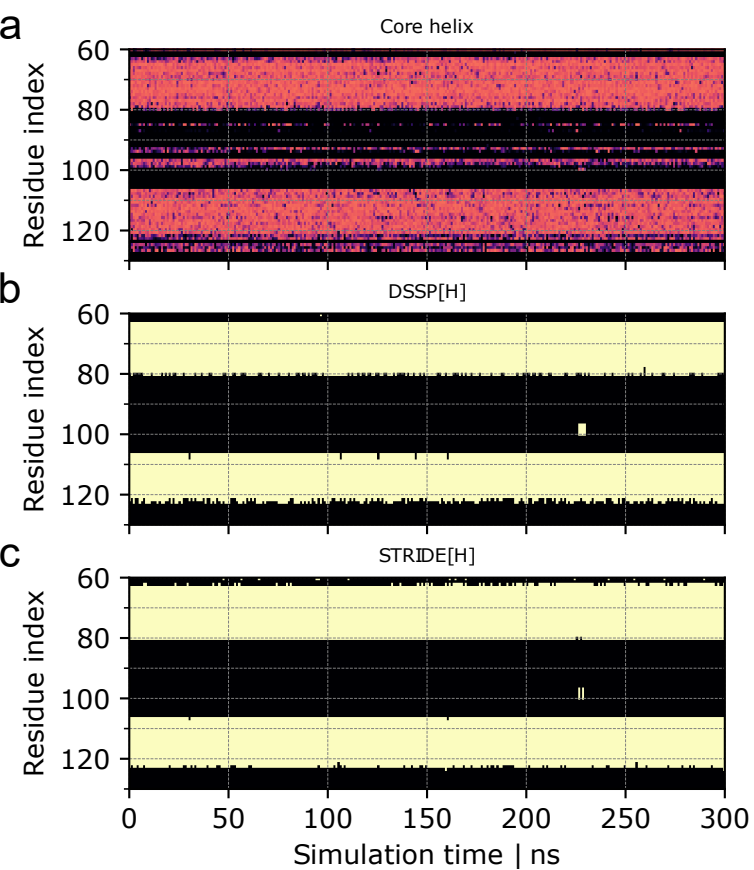 a
Core helix
60
80
100
120
Residue index
b
DSSP[H]
60
80
100
120
Residue index
c
STRIDE[H]
60
80
100
120
Residue index
0 50 100 150 200 250 300
Simulation time | ns